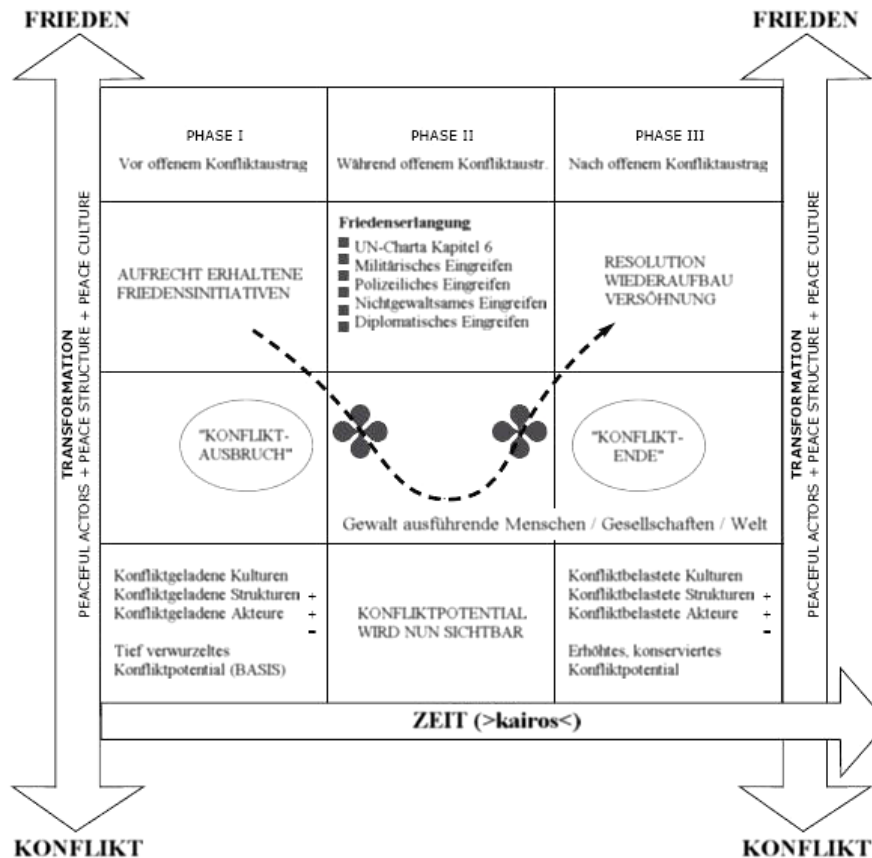 FRIEDEN
FRIEDEN
TRANSFORMATION
PEACEFUL ACTORS + PEACE STRUCTURE + PEACE CULTURE
PHASE I
Vor offenem Konfliktaustrag
PHASE II
Während offenem Konfliktaustr.
PHASE III
Nach offenem Konfliktaustrag
AUFRECHT ERHALTENE
FRIEDENSINITIATIVEN
Friedenserlangung
UN-Charta Kapitel 6
Militärisches Eingreifen
Polizeiliches Eingreifen
Nichtgewaltsames Eingreifen
Diplomatisches Eingreifen
RESOLUTION
WIEDERAUFBAU
VERSÖHNUNG
"KONFLIKT-
AUSBRUCH"
"KONFLIKT-
ENDE"
Gewalt ausführende Menschen / Gesellschaften / Welt
Konfliktgeladene Kulturen
Konfliktgeladene Strukturen +
Konfliktgeladene Akteure +
-
Tief verwurzeltes
Konfliktpotential (BASIS)
KONFLIKTPOTENTIAL
WIRD NUN SICHTBAR
Konfliktbelastete Kulturen
Konfliktbelastete Strukturen +
Konfliktbelastete Akteure +
-
Erhöhtes, konserviertes
Konfliktpotential
TRANSFORMATION
PEACEFUL ACTORS + PEACE STRUCTURE + PEACE CULTURE
ZEIT (>kairos<)
KONFLIKT
KONFLIKT